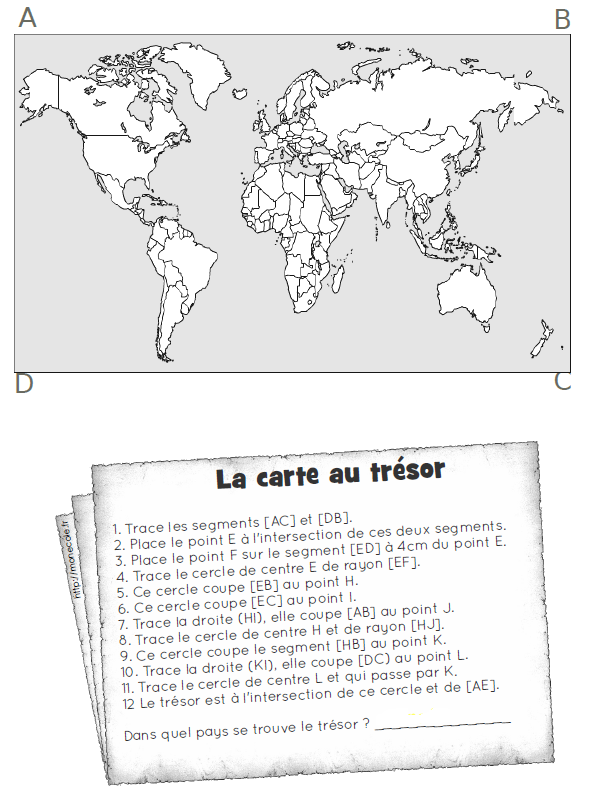 A
B
D
C
La carte au trésor
1. Trace les segments [AC] et [DB].
2. Place le point E à l'intersection de ces deux segments.
3. Place le point F sur le segment [ED] à 4cm du point E.
4. Trace le cercle de centre E de rayon [EF].
5. Ce cercle coupe [EB] au point H.
6. Ce cercle coupe [EC] au point I.
7. Trace la droite (HI), elle coupe [AB] au point J.
8. Trace le cercle de centre H et de rayon [HJ].
9. Ce cercle coupe le segment [HB] au point K.
10. Trace la droite (KI), elle coupe [DC) au point L.
11. Trace le cercle de centre L et qui passe par K.
12 Le trésor est à l'intersection de ce cercle et de [AE].
Dans quel pays se trouve le trésor ? ____________________
http://monecole.fr